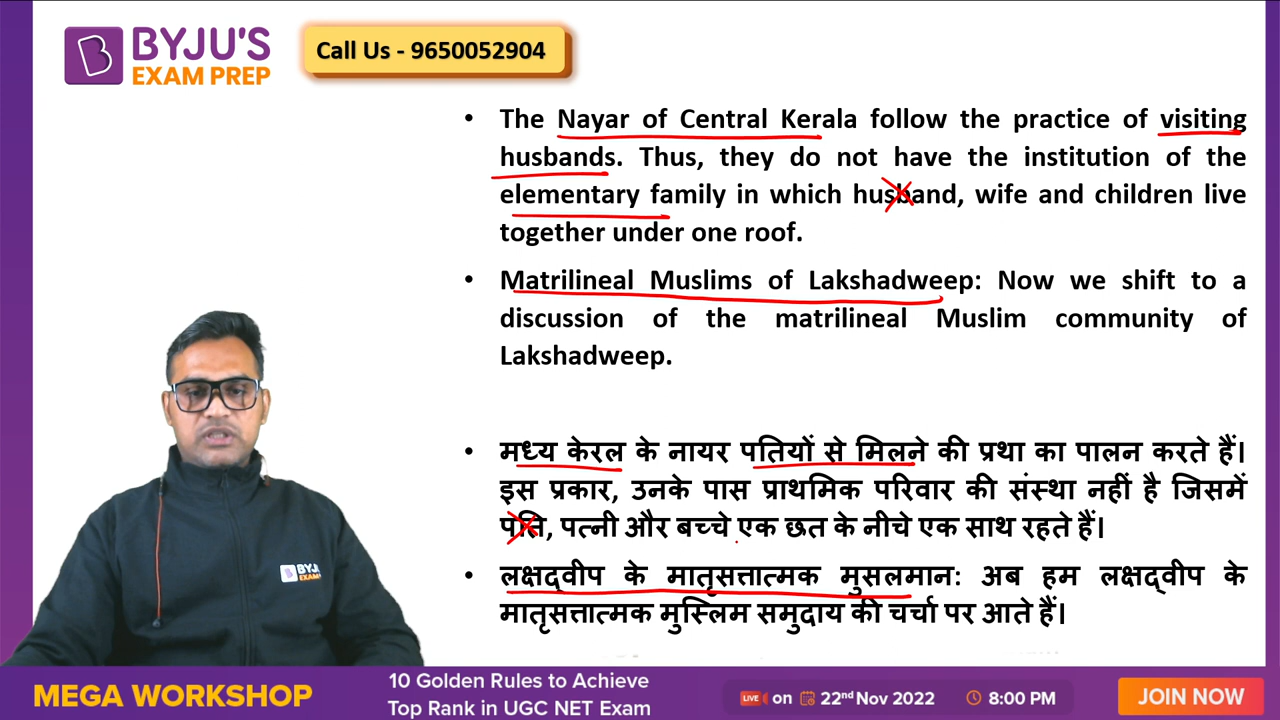 BYJU'S
EXAM PREP
Call Us - 9650052904
• The Nayar of Central Kerala follow the practice of visiting
husbands. Thus, they do not have the institution of the
elementary family in which husband, wife and children live
together under one roof.
• Matrilineal Muslims of Lakshadweep: Now we shift to a
discussion of the matrilineal Muslim community of
Lakshadweep.
• मध्य केरल के नायर पतियों से मिलने की प्रथा का पालन करते हैं।
इस प्रकार, उनके पास प्राथमिक परिवार की संस्था नहीं है जिसमें
पति, पत्नी और बच्चे एक छत के नीचे एक साथ रहते हैं।
• लक्षद्वीप के मातृसत्तात्मक मुसलमान: अब हम लक्षद्वीप के
मातृसत्तात्मक मुस्लिम समुदाय की चर्चा पर आते हैं।
MEGA WORKSHOP
10 Golden Rules to Achieve
Top Rank in UGC NET Exam
LIVE on 22nd Nov 2022 8:00 PM
JOIN NOW